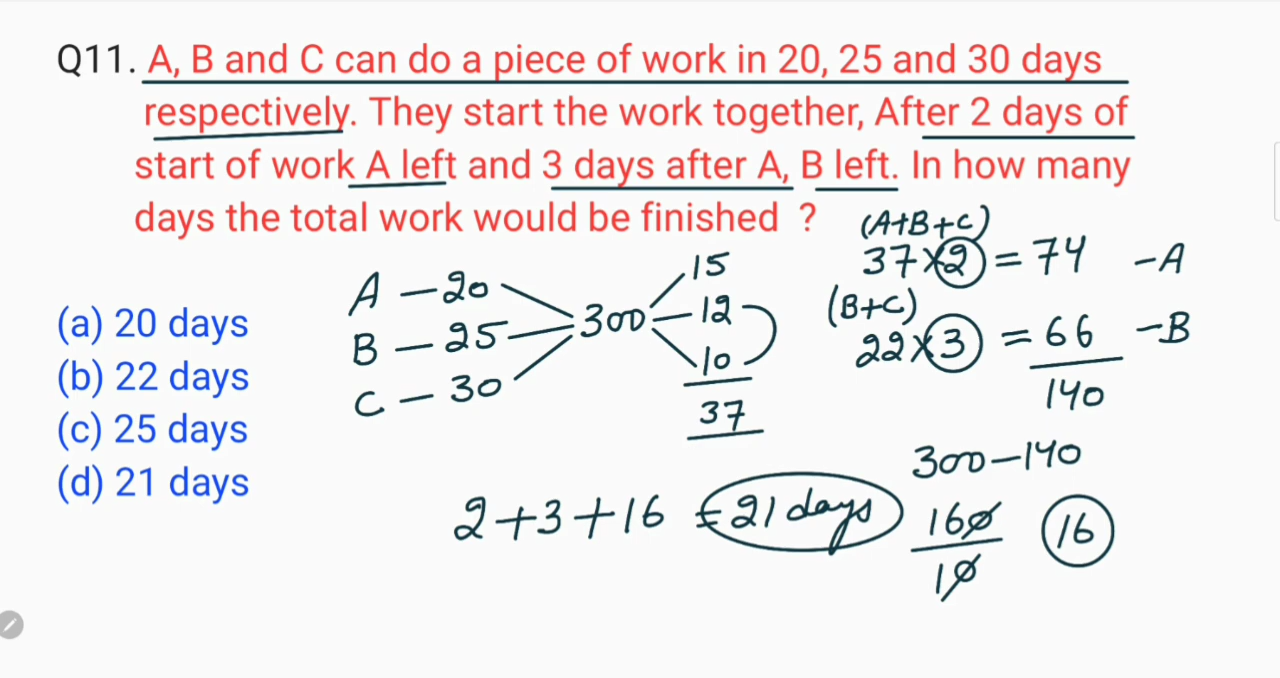 Q11. A, B and C can do a piece of work in 20, 25 and 30 days
respectively. They start the work together, After 2 days of
start of work A left and 3 days after A, B left. In how many
days the total work would be finished ?
(a) 20 days
(b) 22 days
(c) 25 days
(d) 21 days
A — 20
B — 25
C — 30
300
15
12
10
37
(A+B+C)
37×2 = 74 –A
(B+C)
22×3 = 66 –B
140
300–140
160
10
16
2+3+16 = 21 days